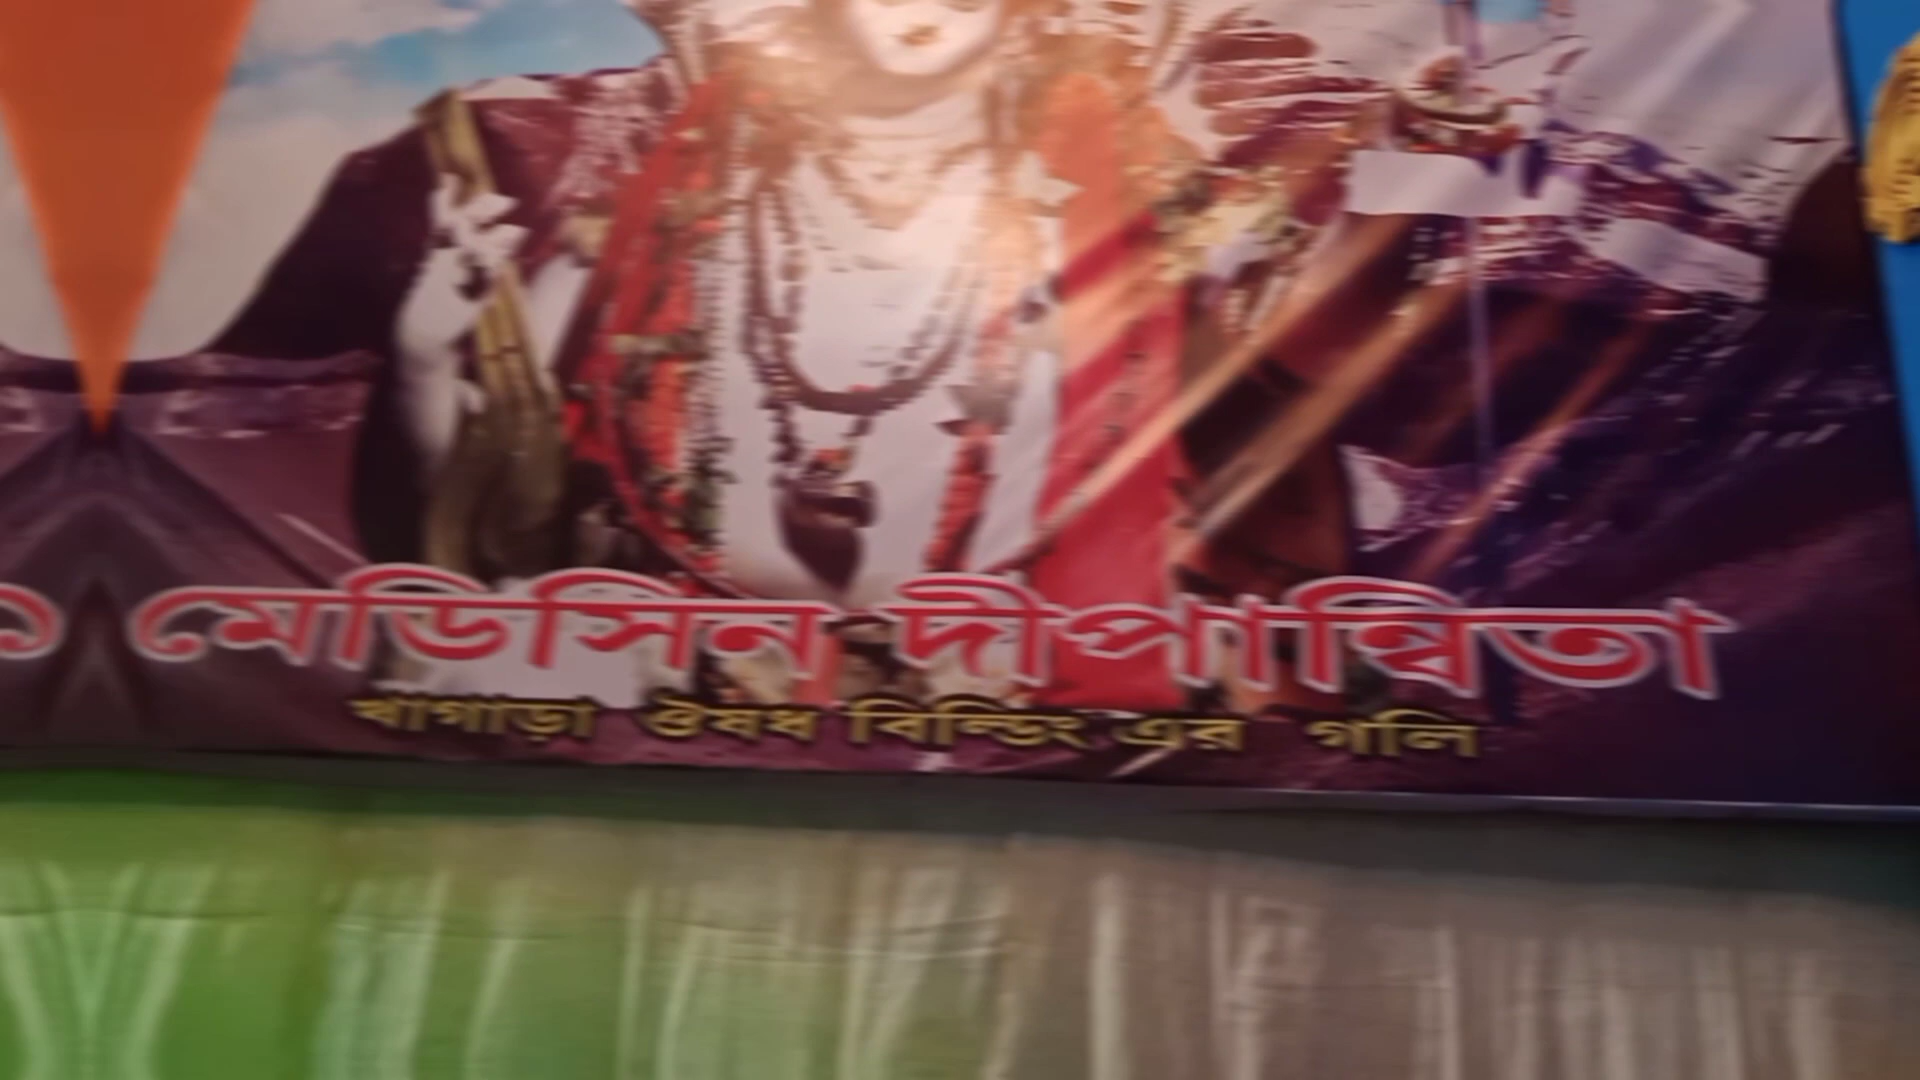 মেডিসিন দীপান্বিতা
খাগাড়া ঔষধ বিল্ডিং এর গলি